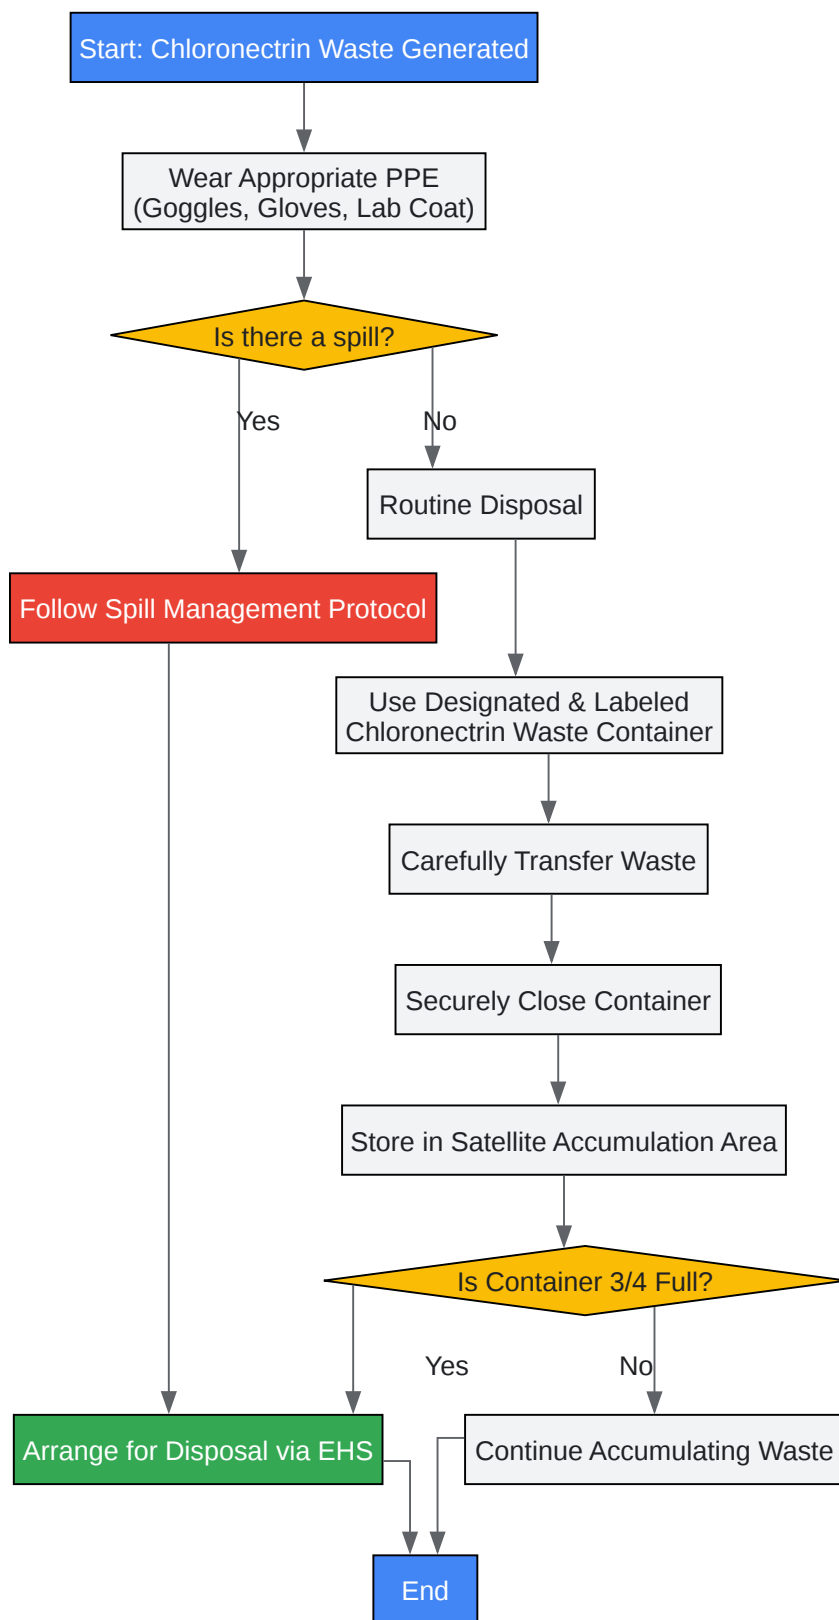 Start: Chloronectrin Waste Generated
Wear Appropriate PPE
(Goggles, Gloves, Lab Coat)
Is there a spill?
Yes
No
Routine Disposal
Follow Spill Management Protocol
Use Designated & Labeled
Chloronectrin Waste Container
Carefully Transfer Waste
Securely Close Container
Store in Satellite Accumulation Area
Is Container 3/4 Full?
Yes
No
Arrange for Disposal via EHS
Continue Accumulating Waste
End